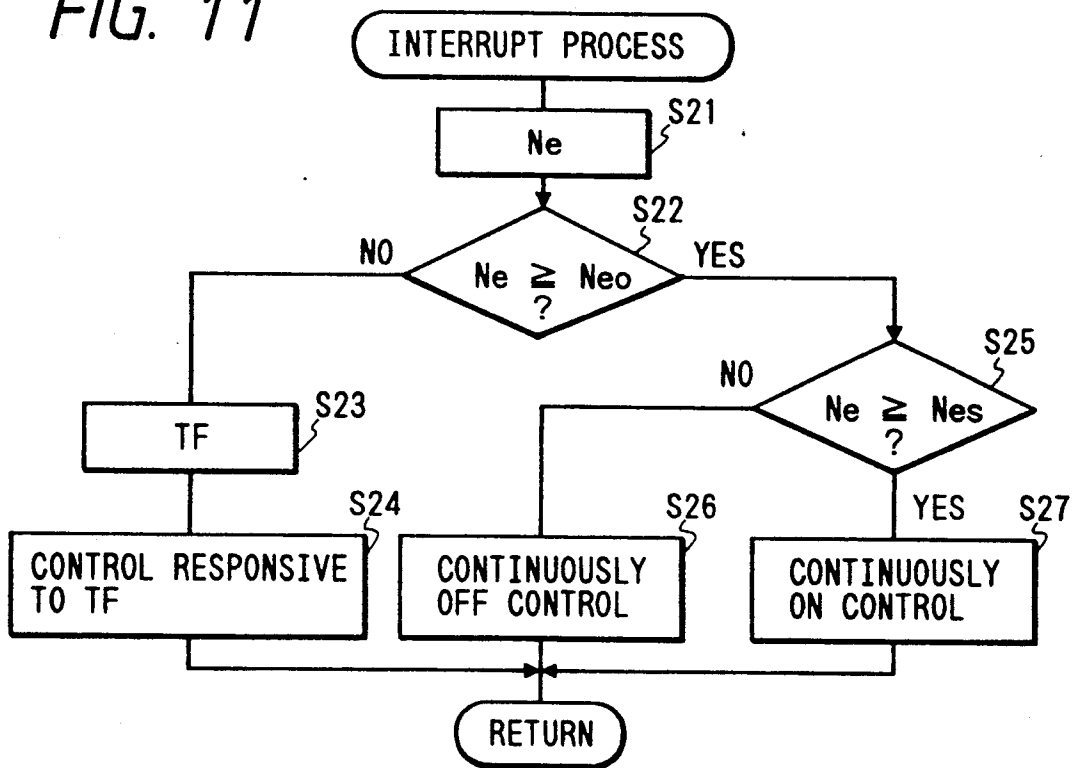 FIG. 11
INTERRUPT PROCESS
S21
Ne
S22
NO
YES
Ne ≧ Neo
?
S25
NO
Ne ≧ Nes
?
S23
TF
YES
S24
CONTROL RESPONSIVE
TO TF
S26
CONTINUOUSLY
OFF CONTROL
S27
CONTINUOUSLY
ON CONTROL
RETURN